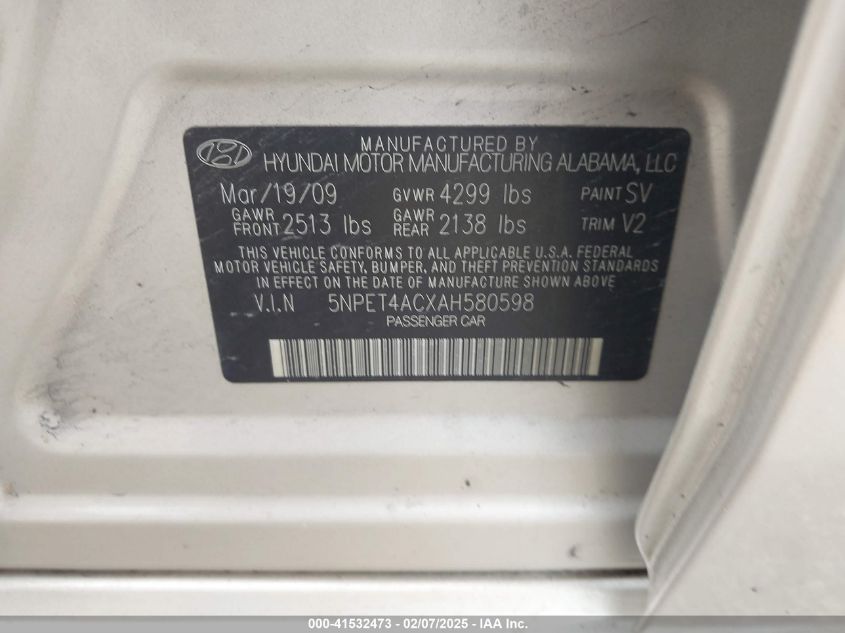 MANUFACTURED BY
HYUNDAI MOTOR MANUFACTURING ALABAMA, LLC
Mar/19/09 GVWR 4299 lbs PAINT SV
GAWR FRONT 2513 lbs GAWR REAR 2138 lbs TRIM V2
THIS VEHICLE CONFORMS TO ALL APPLICABLE U.S.A. FEDERAL
MOTOR VEHICLE SAFETY, BUMPER, AND THEFT PREVENTION STANDARDS
IN EFFECT ON THE DATE OF MANUFACTURE SHOWN ABOVE
V.I.N 5NPET4ACXAH580598
PASSENGER CAR
000-41532473 - 02/07/2025 - IAA Inc.